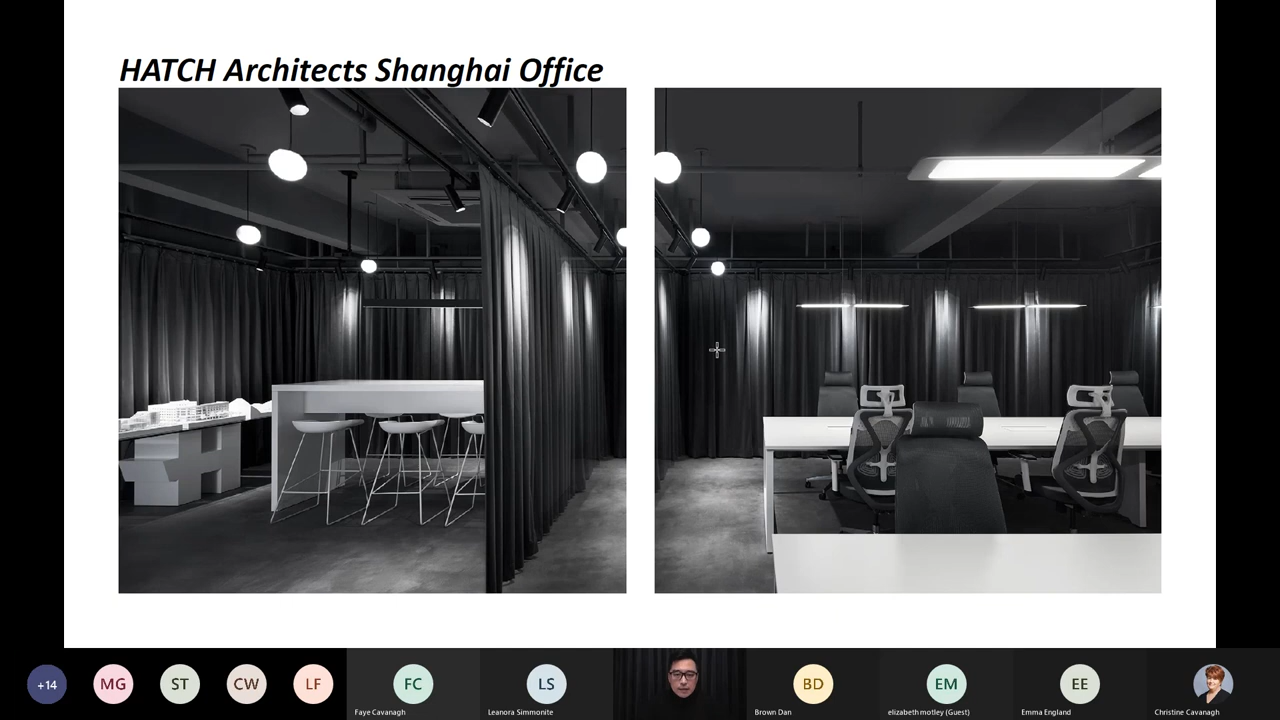 HATCH Architects Shanghai Office
+14
MG
ST
CW
LF
FC
LS
BD
EM
EE
Faye Cavanagh
Leanora Simmonite
Brown Dan
elizabeth motley (Guest)
Emma England
Christine Cavanagh